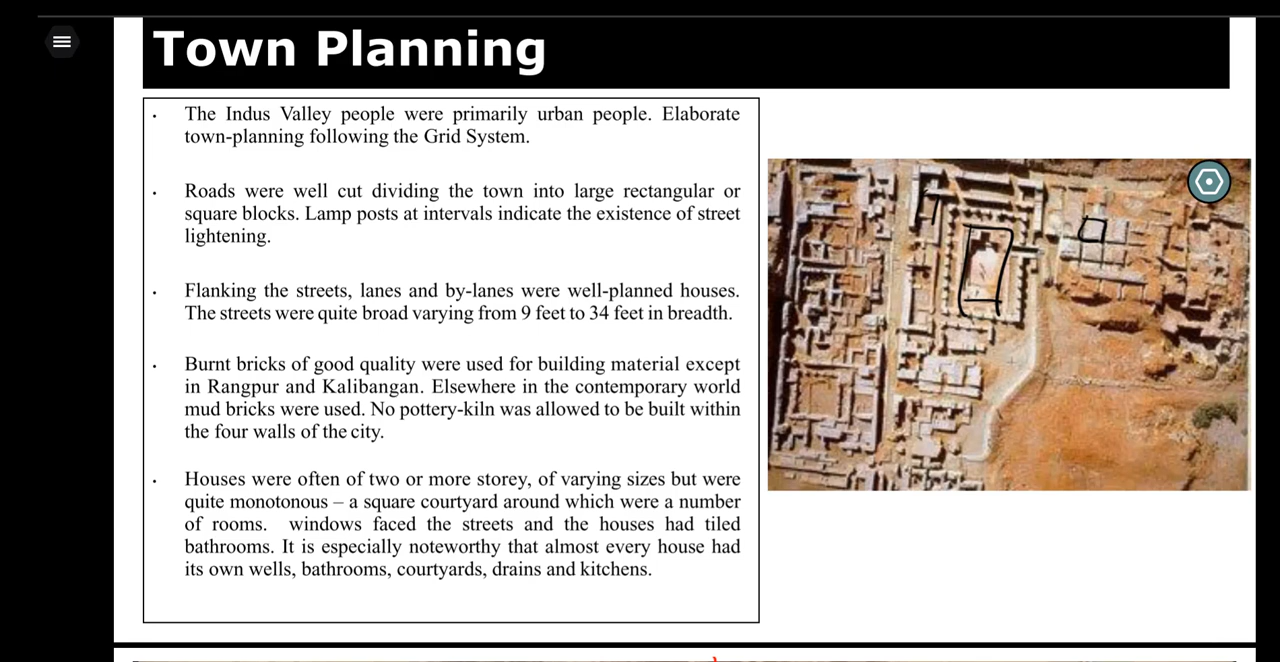 Town Planning
The Indus Valley people were primarily urban people. Elaborate
town-planning following the Grid System.
Roads were well cut dividing the town into large rectangular or
square blocks. Lamp posts at intervals indicate the existence of street
lightening.
Flanking the streets, lanes and by-lanes were well-planned houses.
The streets were quite broad varying from 9 feet to 34 feet in breadth.
Burnt bricks of good quality were used for building material except
in Rangpur and Kalibangan. Elsewhere in the contemporary world
mud bricks were used. No pottery-kiln was allowed to be built within
the four walls of the city.
Houses were often of two or more storey, of varying sizes but were
quite monotonous – a square courtyard around which were a number
of rooms. windows faced the streets and the houses had tiled
bathrooms. It is especially noteworthy that almost every house had
its own wells, bathrooms, courtyards, drains and kitchens.